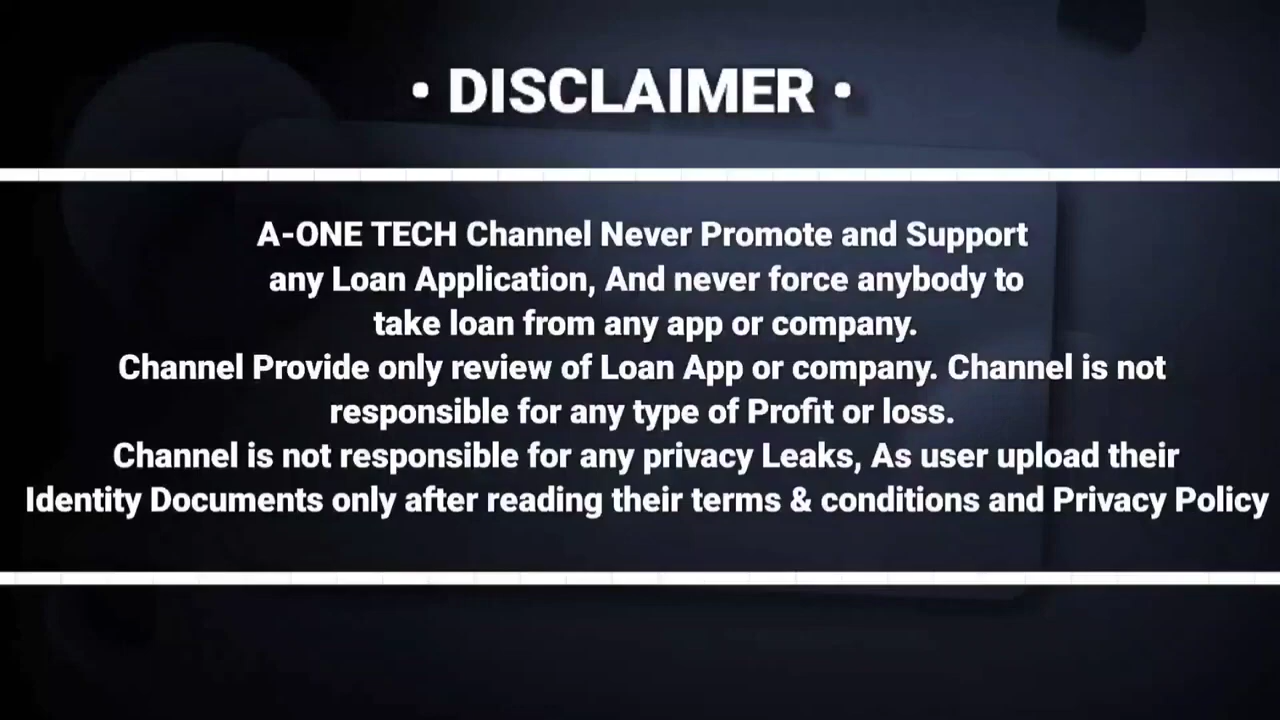 • DISCLAIMER •
A-ONE TECH Channel Never Promote and Support
any Loan Application, And never force anybody to
take loan from any app or company.
Channel Provide only review of Loan App or company. Channel is not
responsible for any type of Profit or loss.
Channel is not responsible for any privacy Leaks, As user upload their
Identity Documents only after reading their terms & conditions and Privacy Policy